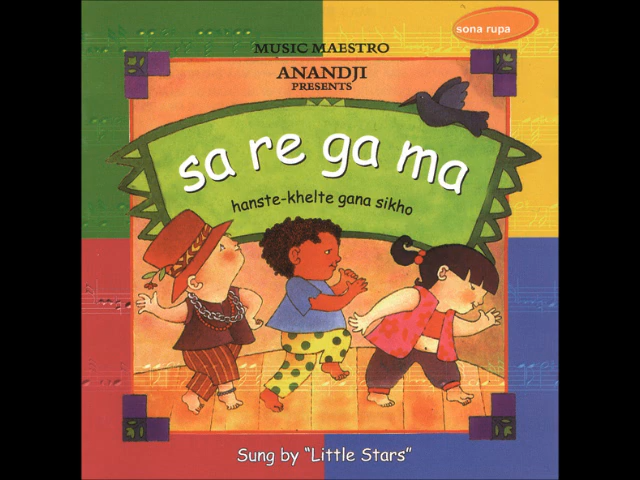 sona rupa
MUSIC MAESTRO
ANANDJI
PRESENTS
sa re ga ma
hanste-khelte gana sikho
Sung by "Little Stars"